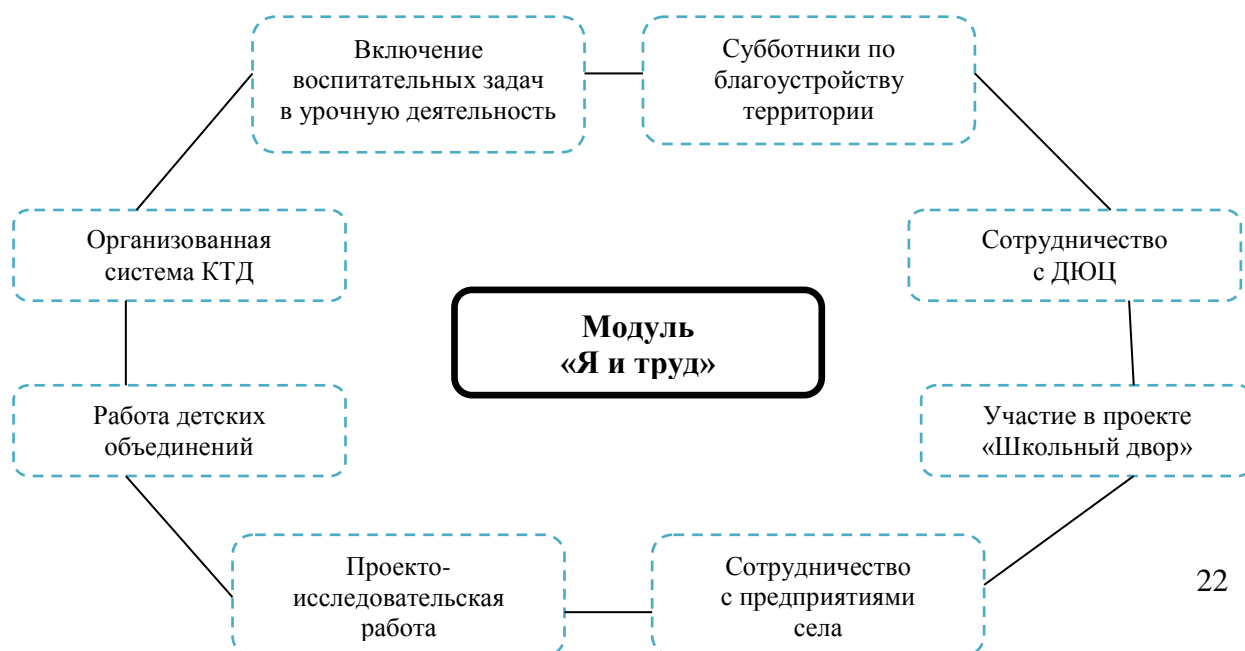 Включение
воспитательных задач
в урочную деятельность
Субботники по
благоустройству
территории
Организованная
система КТД
Сотрудничество
с ДЮЦ
Модуль
«Я и труд»
Работа детских
объединений
Участие в проекте
«Школьный двор»
Проекто-
исследовательская
работа
Сотрудничество
с предприятиями
села
22